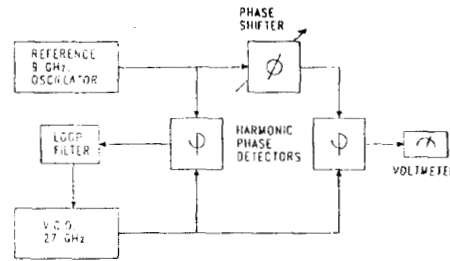 PHASE
SHIFTER
REFERENCE
9 GHz.
OSCILLATOR
ϕ
LOOP
FILTER
φ
HARMONIC
PHASE
DETECTORS
φ
VOLTMETER
V.C.O.
27 GHz